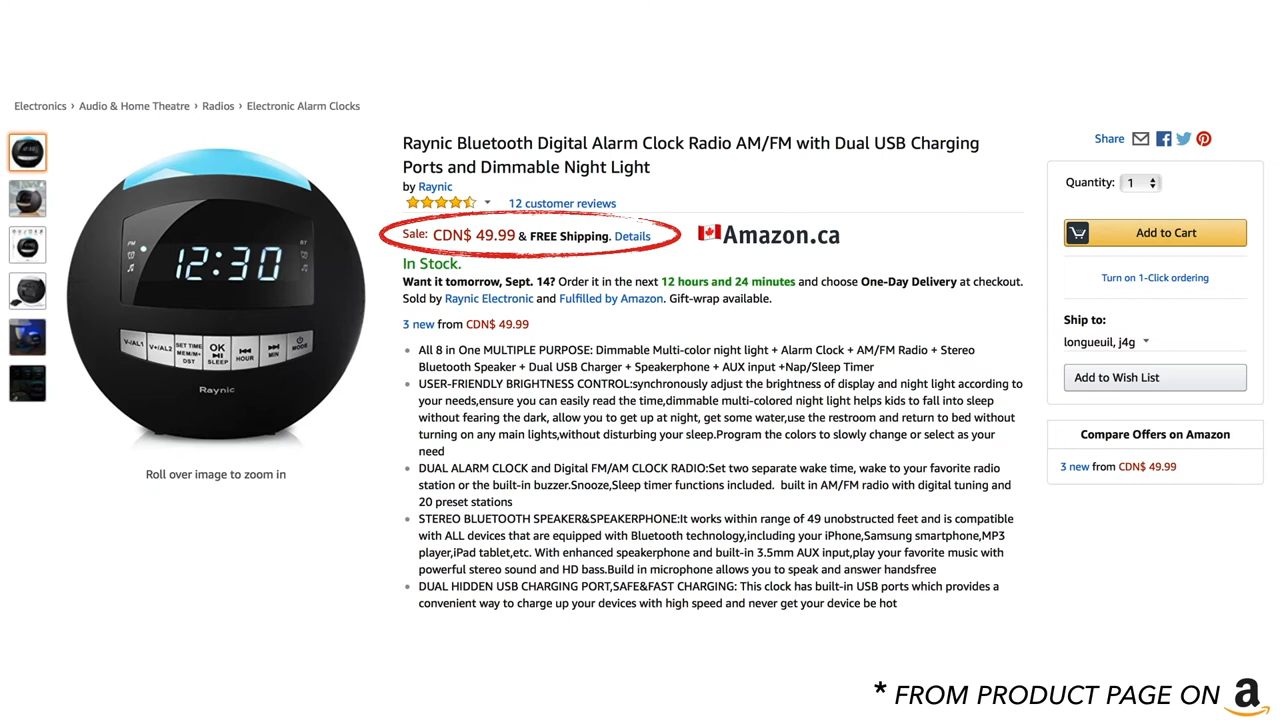 Electronics › Audio & Home Theatre › Radios › Electronic Alarm Clocks
Raynic Bluetooth Digital Alarm Clock Radio AM/FM with Dual USB Charging
Ports and Dimmable Night Light
by Raynic
12 customer reviews
Sale: CDN$ 49.99 & FREE Shipping. Details
Amazon.ca
In Stock.
Want it tomorrow, Sept. 14? Order it in the next 12 hours and 24 minutes and choose One-Day Delivery at checkout.
Sold by Raynic Electronic and Fulfilled by Amazon. Gift-wrap available.
3 new from CDN$ 49.99
• All 8 in One MULTIPLE PURPOSE: Dimmable Multi-color night light + Alarm Clock + AM/FM Radio + Stereo
Bluetooth Speaker + Dual USB Charger + Speakerphone + AUX input +Nap/Sleep Timer
• USER-FRIENDLY BRIGHTNESS CONTROL:synchronously adjust the brightness of display and night light according to
your needs,ensure you can easily read the time,dimmable multi-colored night light helps kids to fall into sleep
without fearing the dark, allow you to get up at night, get some water,use the restroom and return to bed without
turning on any main lights,without disturbing your sleep.Program the colors to slowly change or select as your
need
• DUAL ALARM CLOCK and Digital FM/AM CLOCK RADIO:Set two separate wake time, wake to your favorite radio
station or the built-in buzzer.Snooze,Sleep timer functions included. built in AM/FM radio with digital tuning and
20 preset stations
• STEREO BLUETOOTH SPEAKER&SPEAKERPHONE:It works within range of 49 unobstructed feet and is compatible
with ALL devices that are equipped with Bluetooth technology,including your iPhone,Samsung smartphone,MP3
player,iPad tablet,etc. With enhanced speakerphone and built-in 3.5mm AUX input,play your favorite music with
powerful stereo sound and HD bass.Build in microphone allows you to speak and answer handsfree
• DUAL HIDDEN USB CHARGING PORT,SAFE&FAST CHARGING: This clock has built-in USB ports which provides a
convenient way to charge up your devices with high speed and never get your device be hot
FM
BT
12:30
V-/AL1
V+/AL2
SET TIME
MEM/M+
DST
OK
SLEEP
HOUR
MIN
MODE
Raynic
Roll over image to zoom in
Share
Quantity: 1
Add to Cart
Turn on 1-Click ordering
Ship to:
longueuil, j4g
Add to Wish List
Compare Offers on Amazon
3 new from CDN$ 49.99
* FROM PRODUCT PAGE ON a